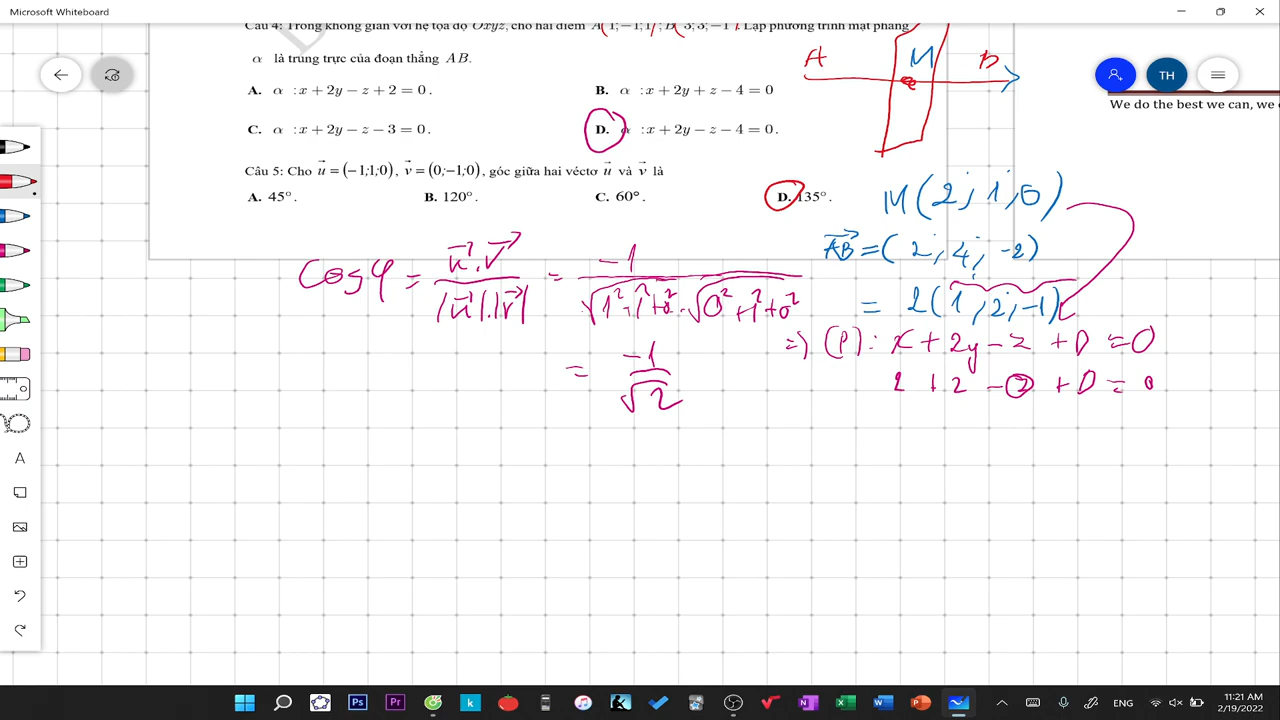 Microsoft Whiteboard
Câu 4: Trong không gian với hệ tọa độ Oxyz, cho hai điểm A(1;−1;1); B(3;3;−1). Lập phương trình mặt phẳng
α là trung trực của đoạn thẳng AB.
A. α : x + 2y − z + 2 = 0.
B. α : x + 2y + z − 4 = 0
C. α : x + 2y − z − 3 = 0.
D. α : x + 2y − z − 4 = 0.
Câu 5: Cho u⃗ = (−1;1;0), v⃗ = (0;−1;0), góc giữa hai véctơ u⃗ và v⃗ là
A. 45°.
B. 120°.
C. 60°.
D. 135°.
A M B
TH
We do the best we can, we
M(2; 1; 0)
AB⃗ = (2; 4; -2)
= 2(1; 2; -1)
=> (P): x + 2y - z + D = 0
2 + 2 - 0 + D = 0
Cos φ = u⃗.v⃗ / |u⃗|.|v⃗| = -1 / √1²+1²+0² . √0²+1²+0²
= -1 / √2
A
Ps
Pr
k
ENG
11:21 AM
2/19/2022